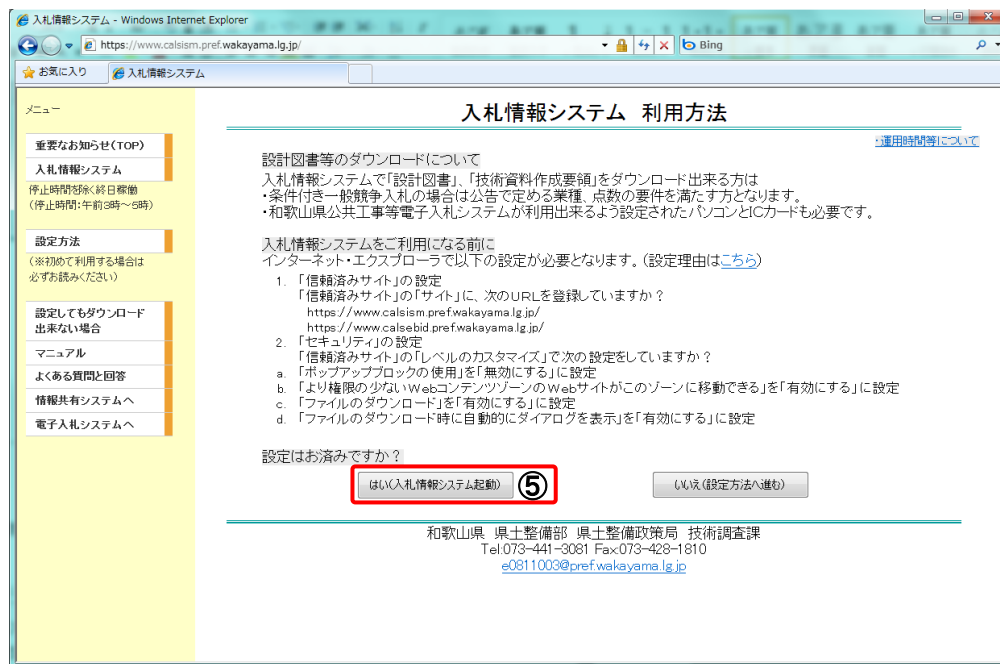 入札情報システム - Windows Internet Explorer
https://www.calsism.pref.wakayama.lg.jp/
Bing
お気に入り
入札情報システム
メニュー
重要なお知らせ(TOP)
入札情報システム
停止時間を除く終日稼働
(停止時間:午前3時～5時)
設定方法
(※初めて利用する場合は
必ずお読みください)
設定してもダウンロード
出来ない場合
マニュアル
よくある質問と回答
情報共有システムへ
電子入札システムへ
入札情報システム 利用方法
・運用時間等について
設計図書等のダウンロードについて
入札情報システムで「設計図書」、「技術資料作成要領」をダウンロード出来る方は
・条件付き一般競争入札の場合は公告で定める業種、点数の要件を満たす方となります。
・和歌山県公共工事等電子入札システムが利用出来るよう設定されたパソコンとICカードも必要です。
入札情報システムをご利用になる前に
インターネット・エクスプローラで以下の設定が必要となります。(設定理由はこちら)
1. 「信頼済みサイト」の設定
「信頼済みサイト」の「サイト」に、次のURLを登録していますか？
https://www.calsism.pref.wakayama.lg.jp/
https://www.calsebid.pref.wakayama.lg.jp/
2. 「セキュリティ」の設定
「信頼済みサイト」の「レベルのカスタマイズ」で次の設定をしていますか？
a. 「ポップアップブロックの使用」を「無効にする」に設定
b. 「より権限の少ないWebコンテンツゾーンのWebサイトがこのゾーンに移動できる」を「有効にする」に設定
c. 「ファイルのダウンロード」を「有効にする」に設定
d. 「ファイルのダウンロード時に自動的にダイアログを表示」を「有効にする」に設定
設定はお済みですか？
はい(入札情報システム起動) ⑤ いいえ(設定方法へ進む)
和歌山県 県土整備部 県土整備政策局 技術調査課
Tel:073-441-3081 Fax:073-428-1810
e0811003@pref.wakayama.lg.jp